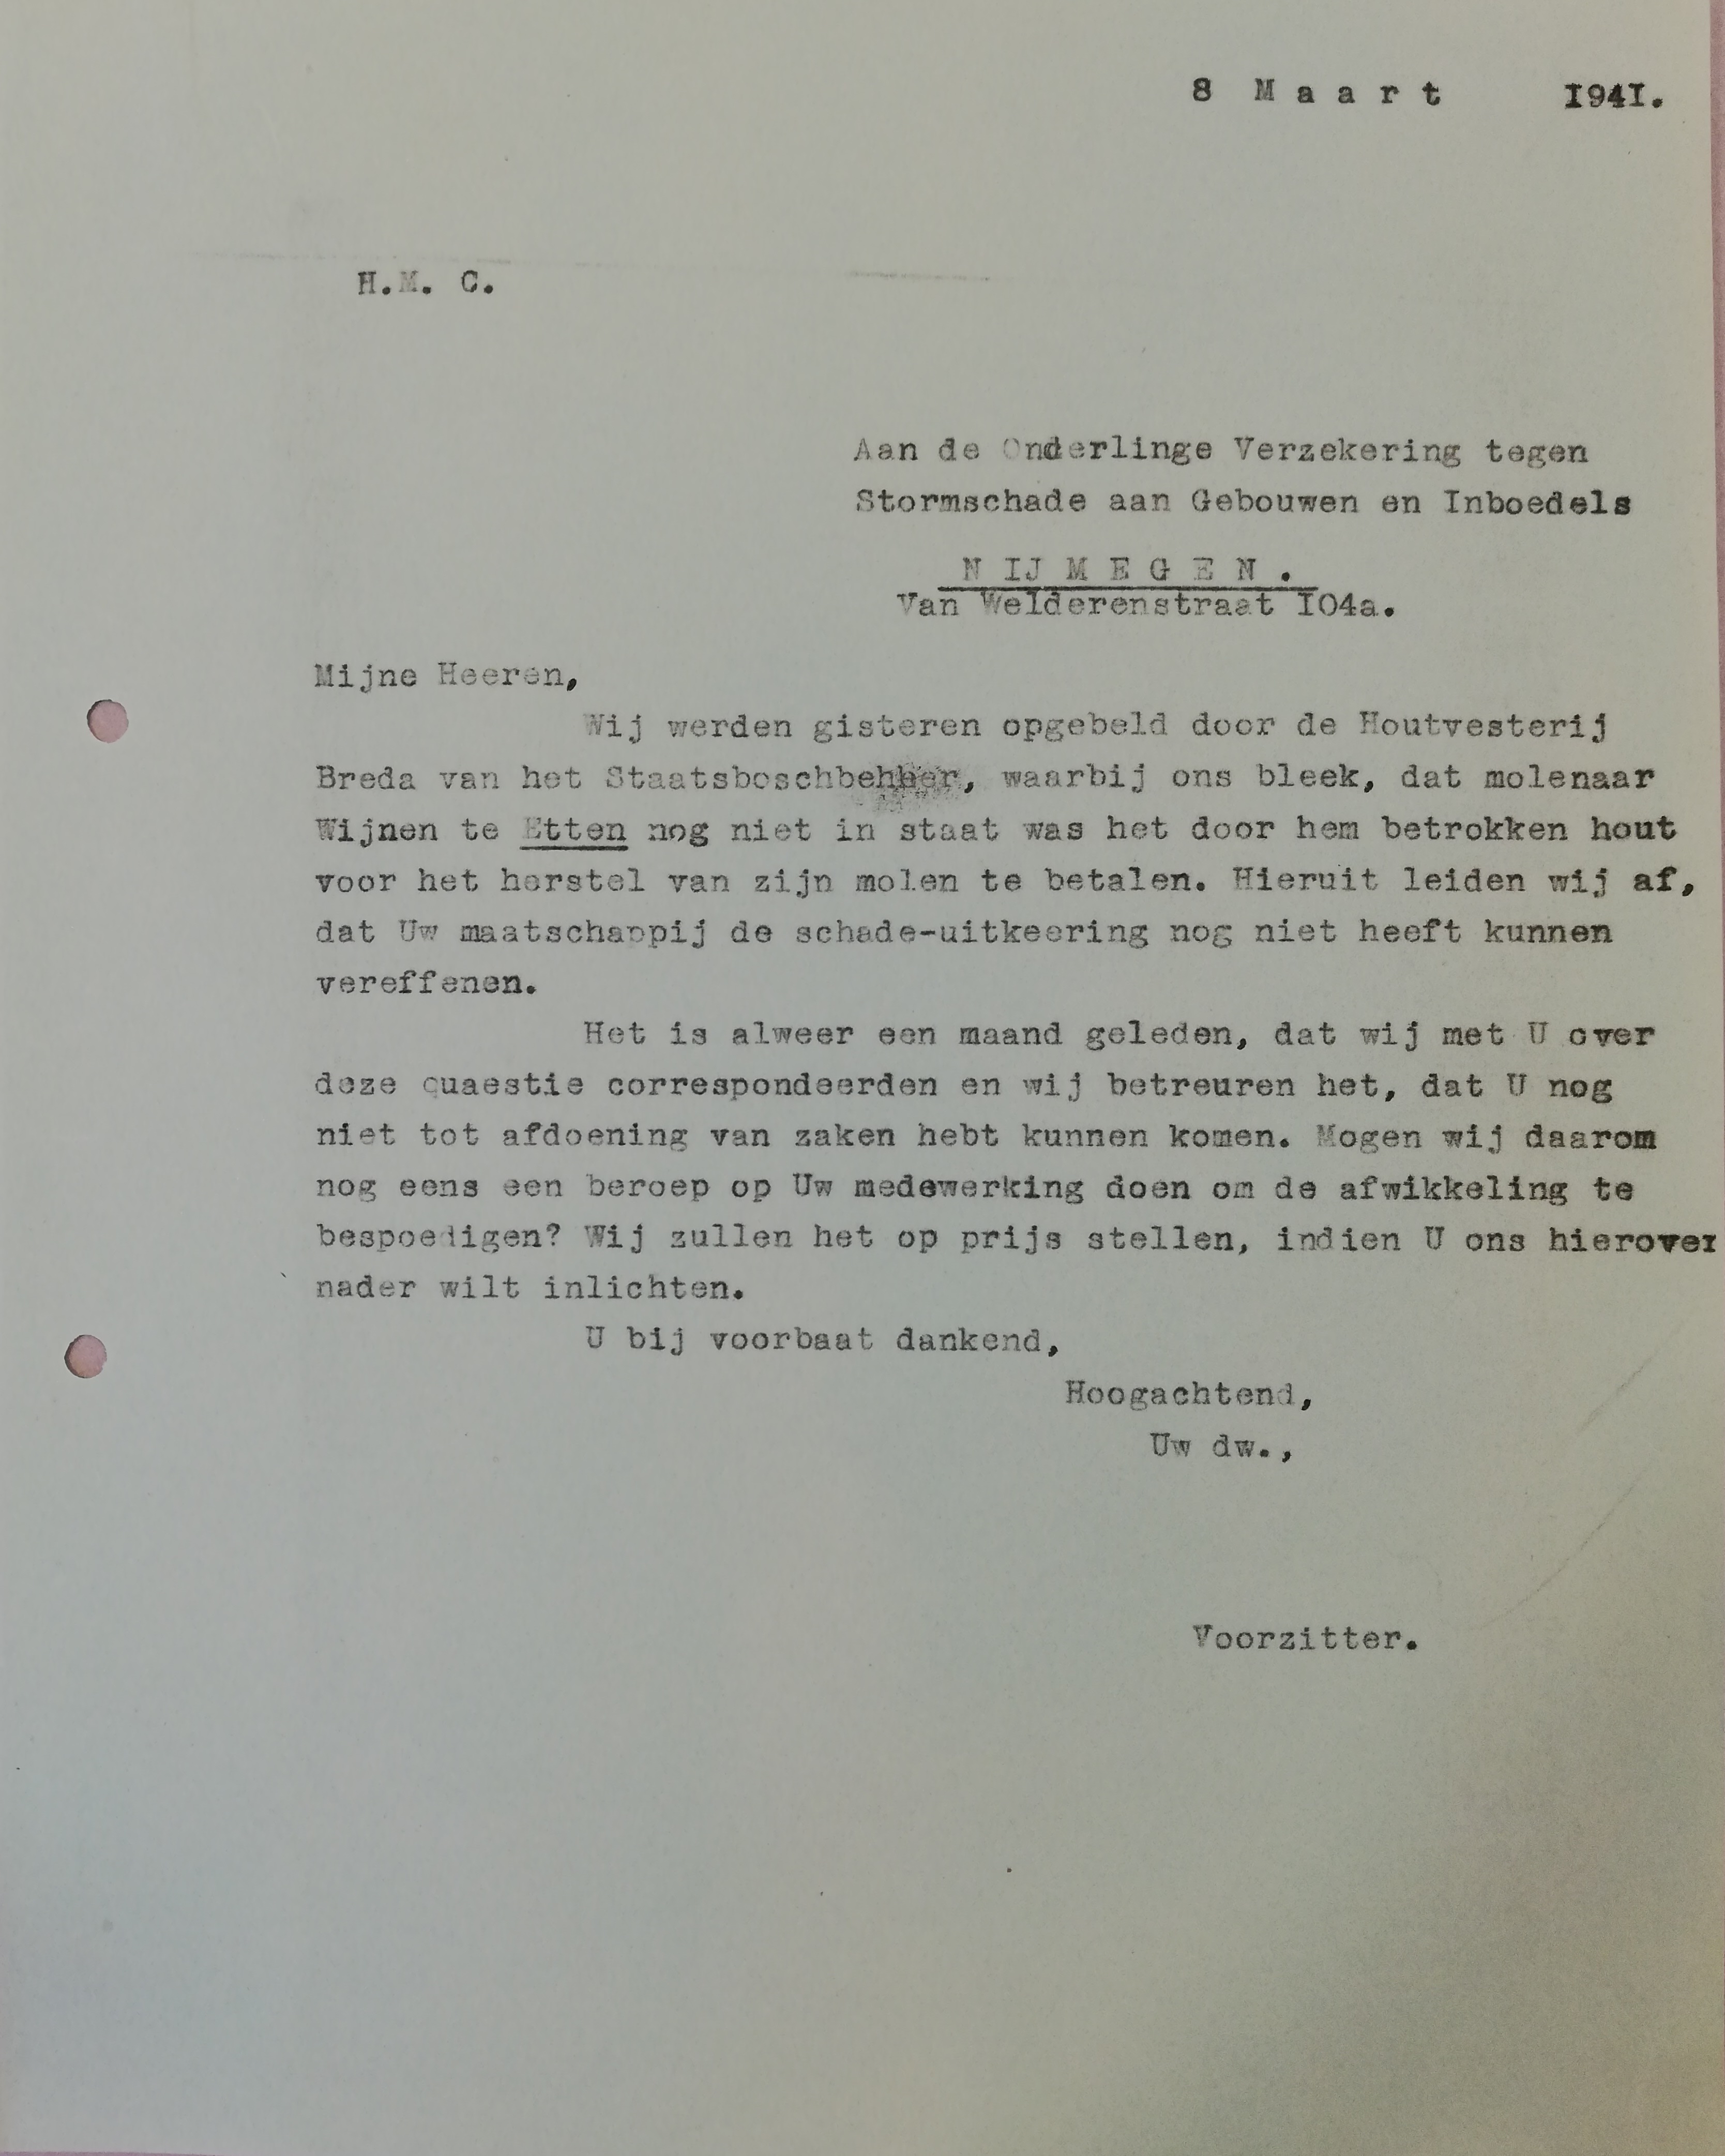 8 Maart 1941.
H.M. C.
Aan de Onderlinge Verzekering tegen
Stormschade aan Gebouwen en Inboedels
NIJMEGEN.
Van Welderenstraat 104a.
Mijne Heeren,
Wij werden gisteren opgebeld door de Houtvesterij
Breda van het Staatsboschbeheer, waarbij ons bleek, dat molenaar
Wijnen te Etten nog niet in staat was het door hem betrokken hout
voor het herstel van zijn molen te betalen. Hieruit leiden wij af,
dat Uw maatschappij de schade-uitkeering nog niet heeft kunnen
vereffenen.
Het is alweer een maand geleden, dat wij met U over
deze quaestie correspondeerden en wij betreuren het, dat U nog
niet tot afdoening van zaken hebt kunnen komen. Mogen wij daarom
nog eens een beroep op Uw medewerking doen om de afwikkeling te
bespoedigen? Wij zullen het op prijs stellen, indien U ons hierover
nader wilt inlichten.
U bij voorbaat dankend,
Hoogachtend,
Uw dw.,
Voorzitter.